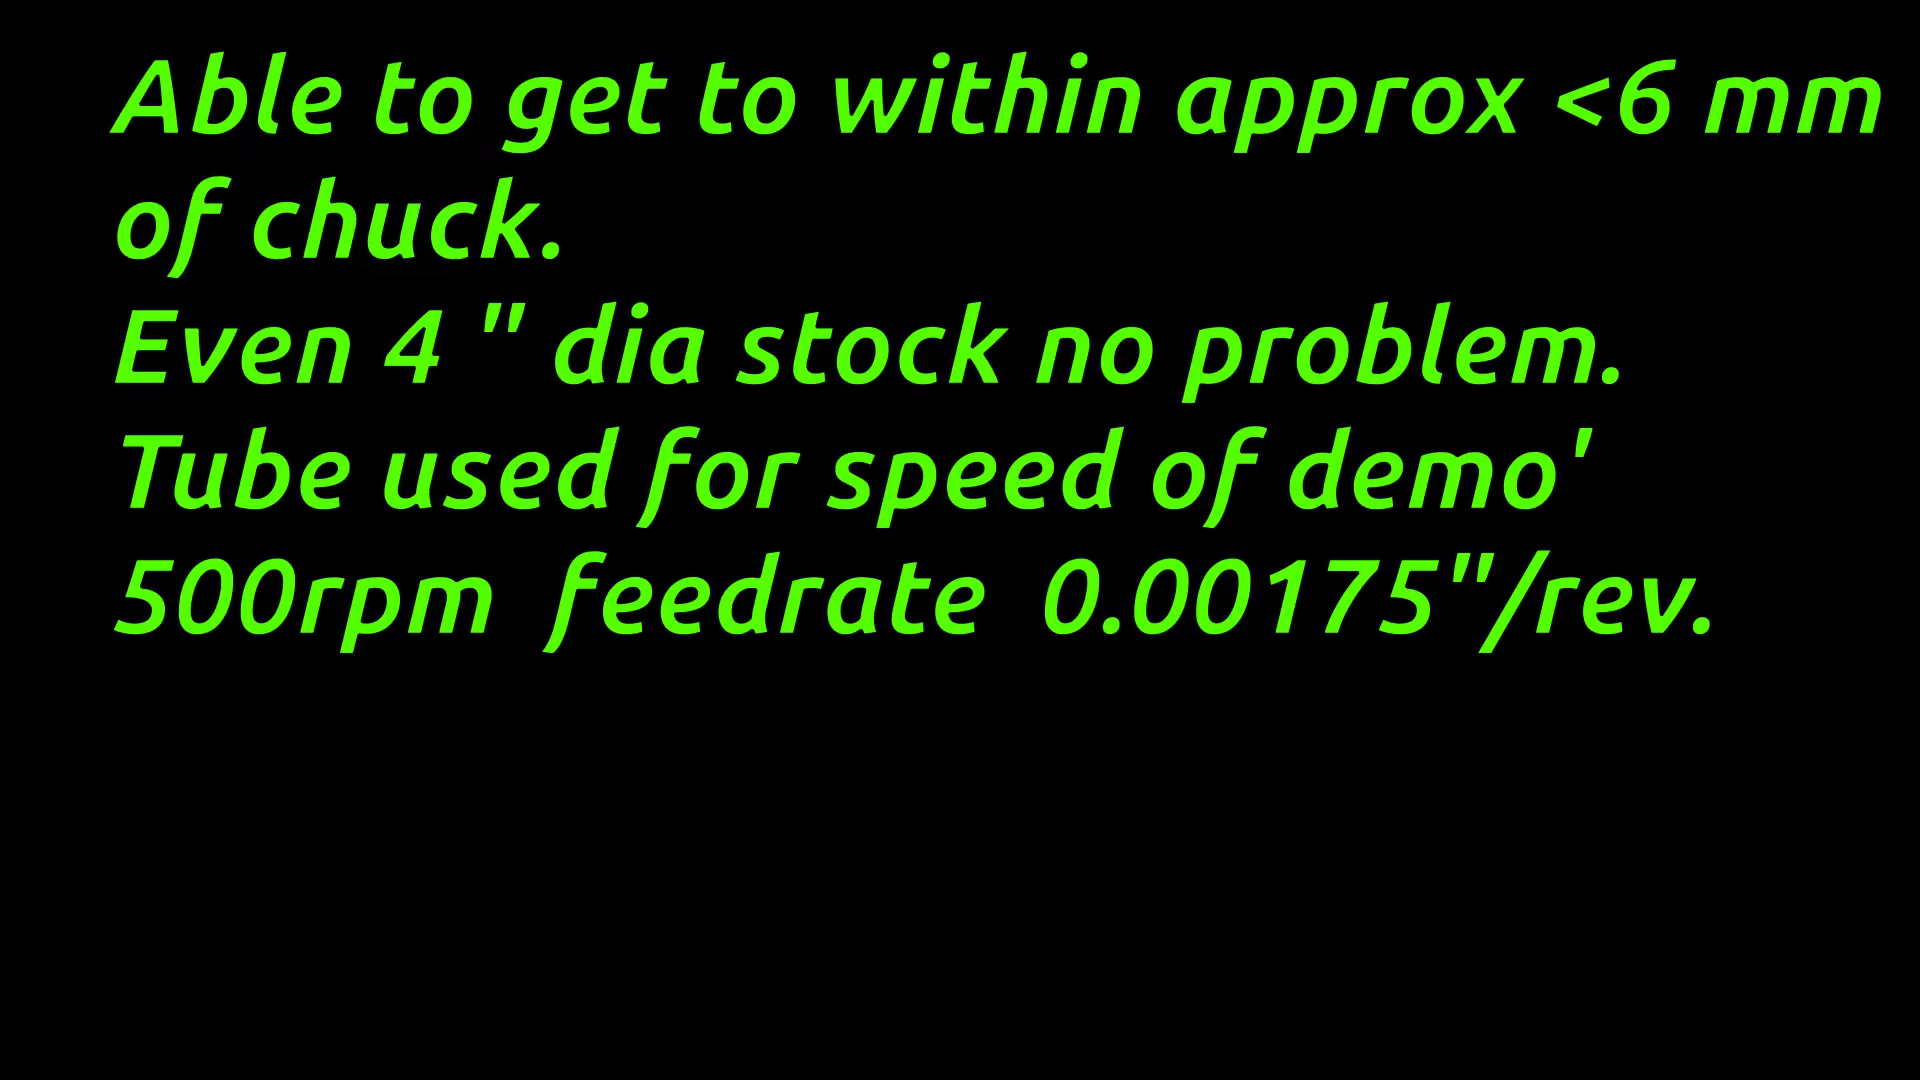 Able to get to within approx <6 mm
of chuck.
Even 4 " dia stock no problem.
Tube used for speed of demo'
500rpm  feedrate  0.00175"/rev.